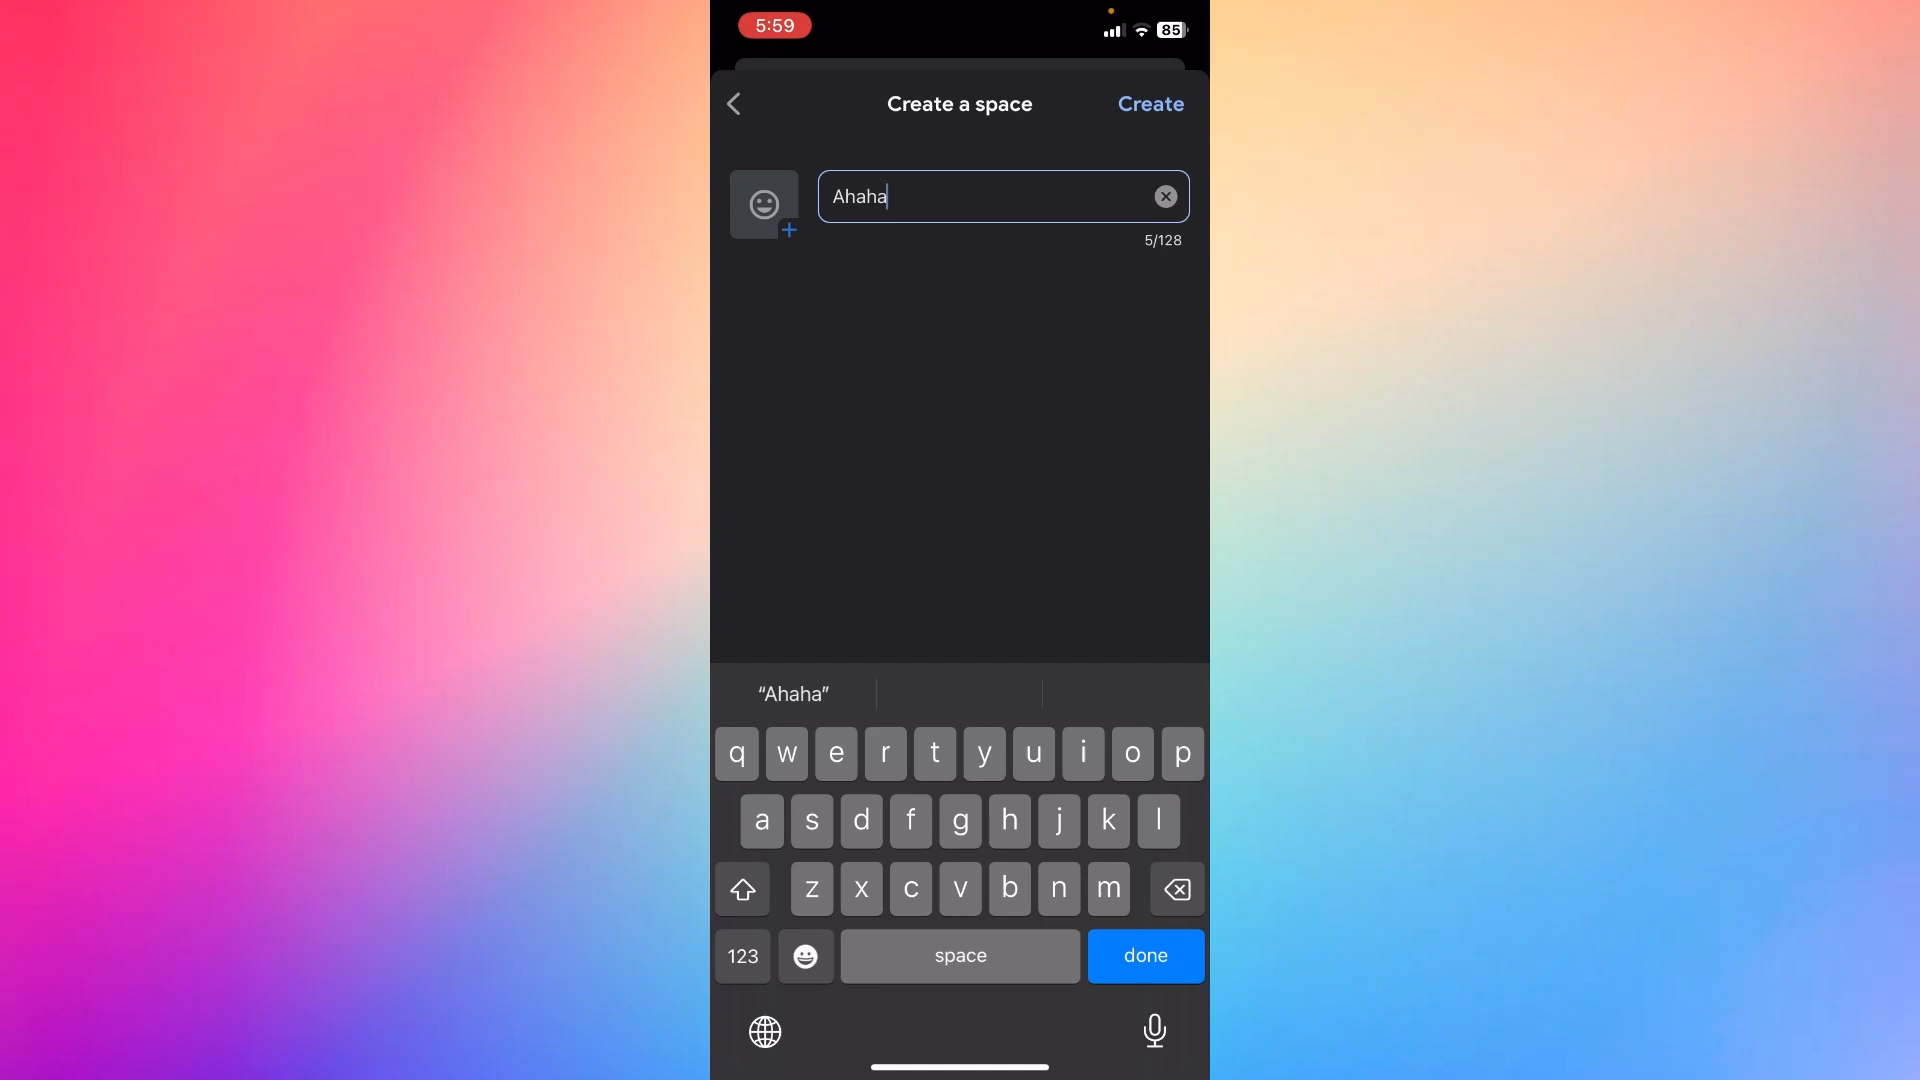 5:59
85
Create a space
Create
Ahaha
5/128
“Ahaha”
q w e r t y u i o p
a s d f g h j k l
z x c v b n m
123
space
done